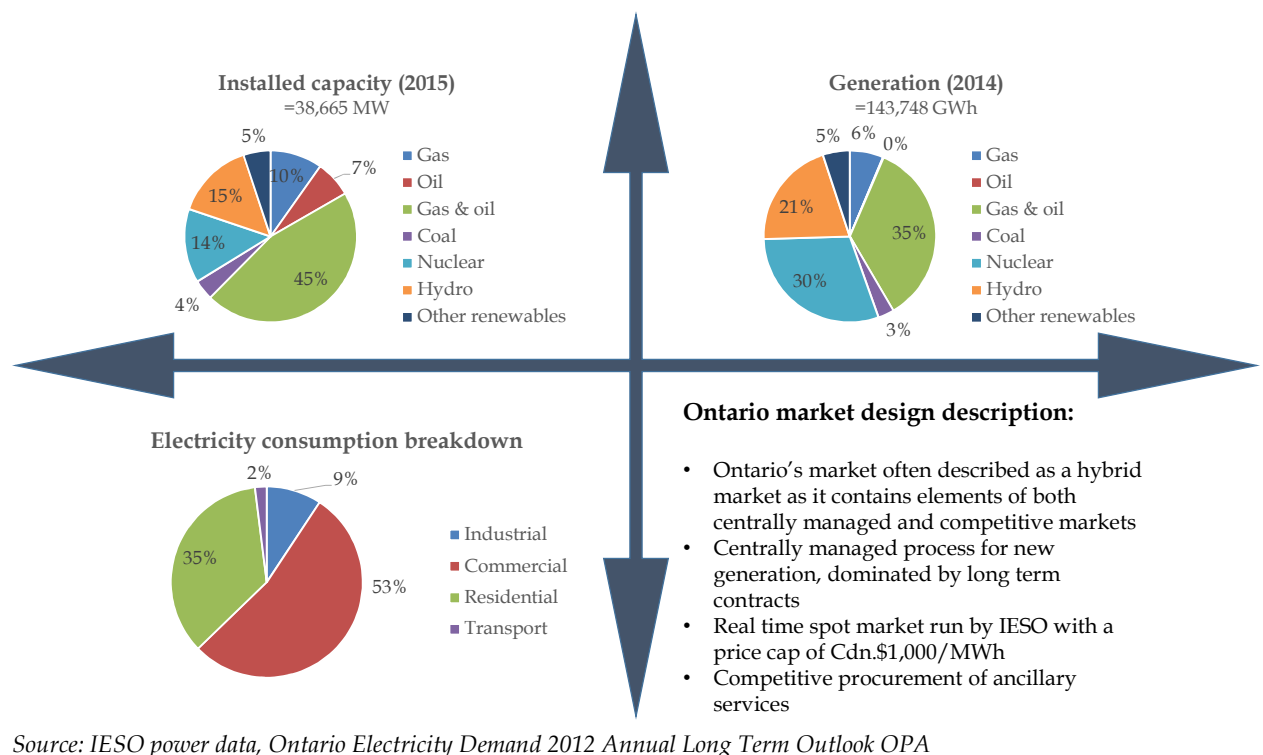 Installed capacity (2015)
=38,665 MW
5%
10%
7%
15%
14%
45%
4%
Gas
Oil
Gas & oil
Coal
Nuclear
Hydro
Other renewables
Generation (2014)
=143,748 GWh
5%
6%
0%
21%
35%
30%
3%
Gas
Oil
Gas & oil
Coal
Nuclear
Hydro
Other renewables
Electricity consumption breakdown
2%
9%
35%
53%
Industrial
Commercial
Residential
Transport
Ontario market design description:
• Ontario's market often described as a hybrid
market as it contains elements of both
centrally managed and competitive markets
• Centrally managed process for new
generation, dominated by long term
contracts
• Real time spot market run by IESO with a
price cap of Cdn.$1,000/MWh
• Competitive procurement of ancillary
services
Source: IESO power data, Ontario Electricity Demand 2012 Annual Long Term Outlook OPA